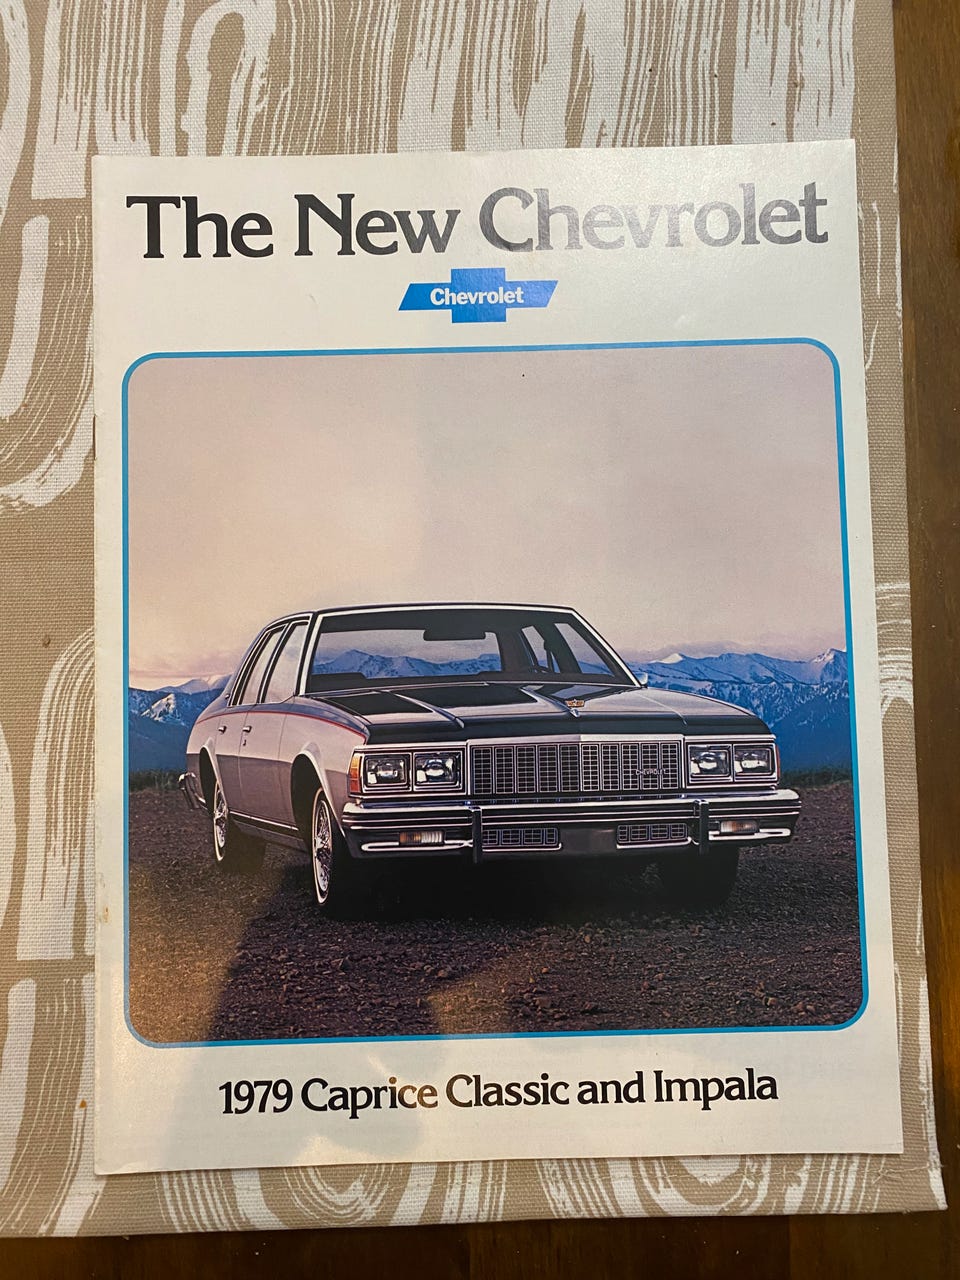 The New Chevrolet
Chevrolet
CHEVROLET
1979 Caprice Classic and Impala